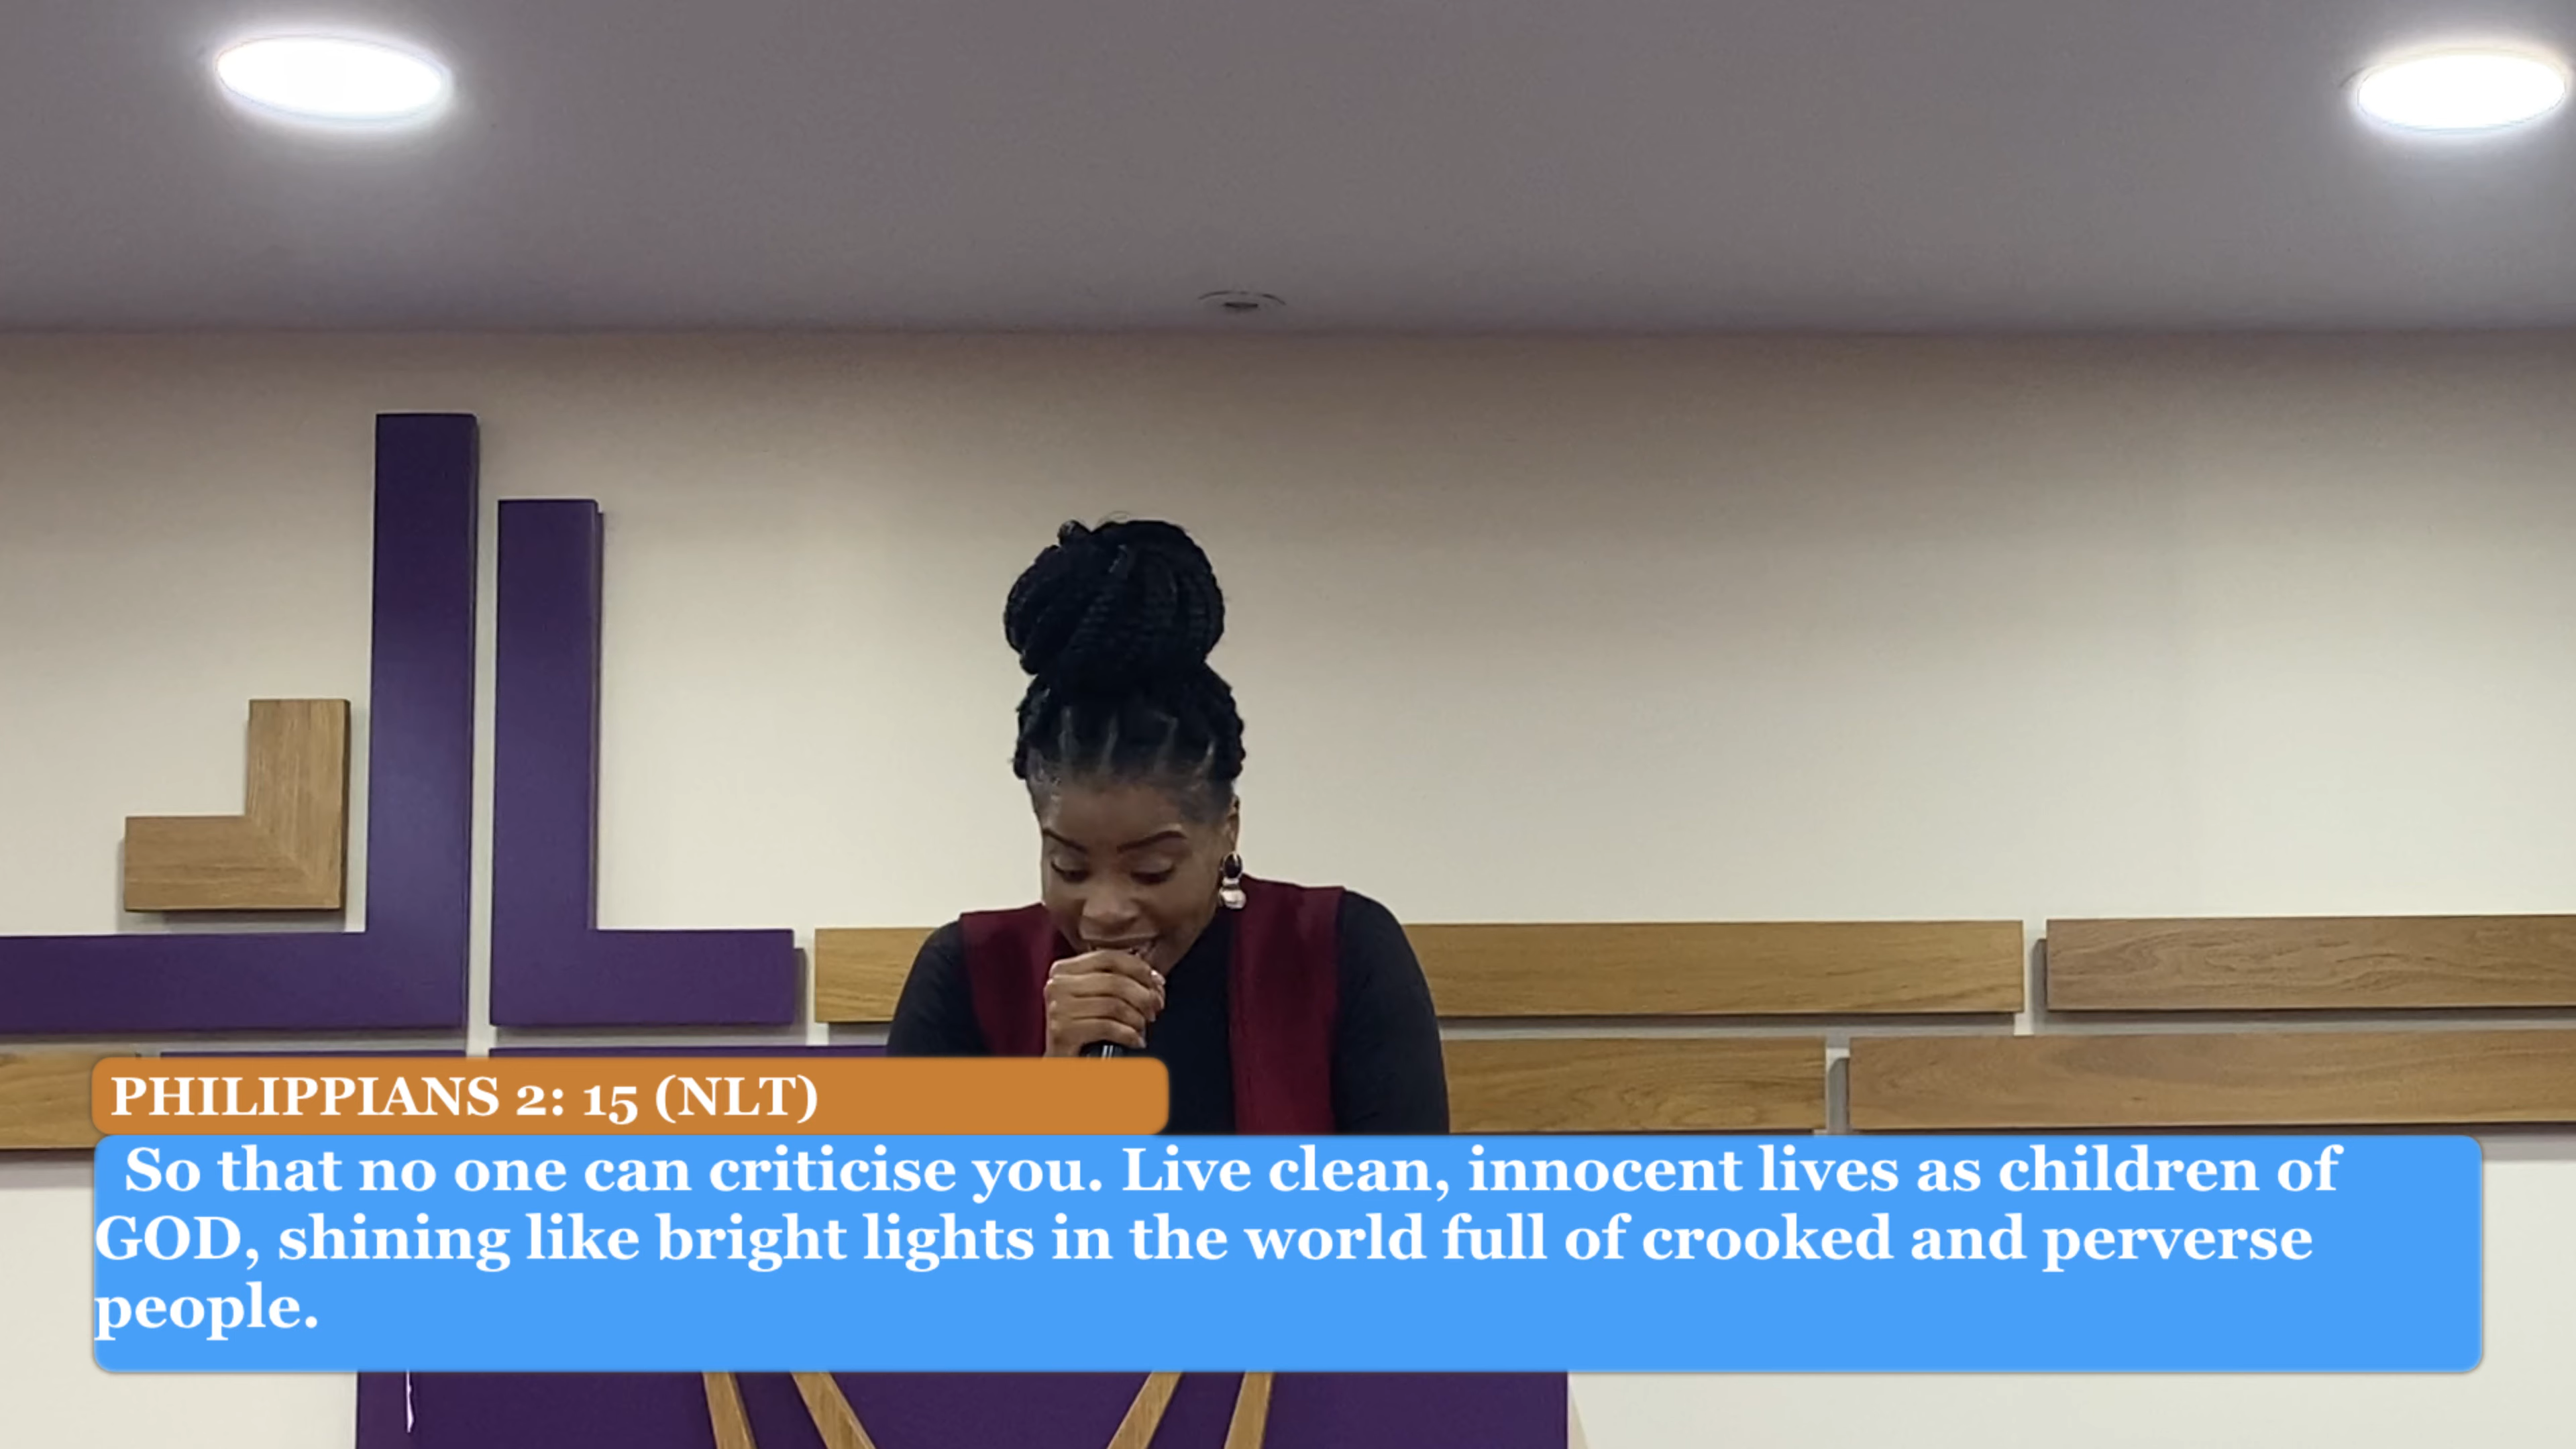 PHILIPPIANS 2: 15 (NLT)
So that no one can criticise you. Live clean, innocent lives as children of
GOD, shining like bright lights in the world full of crooked and perverse
people.